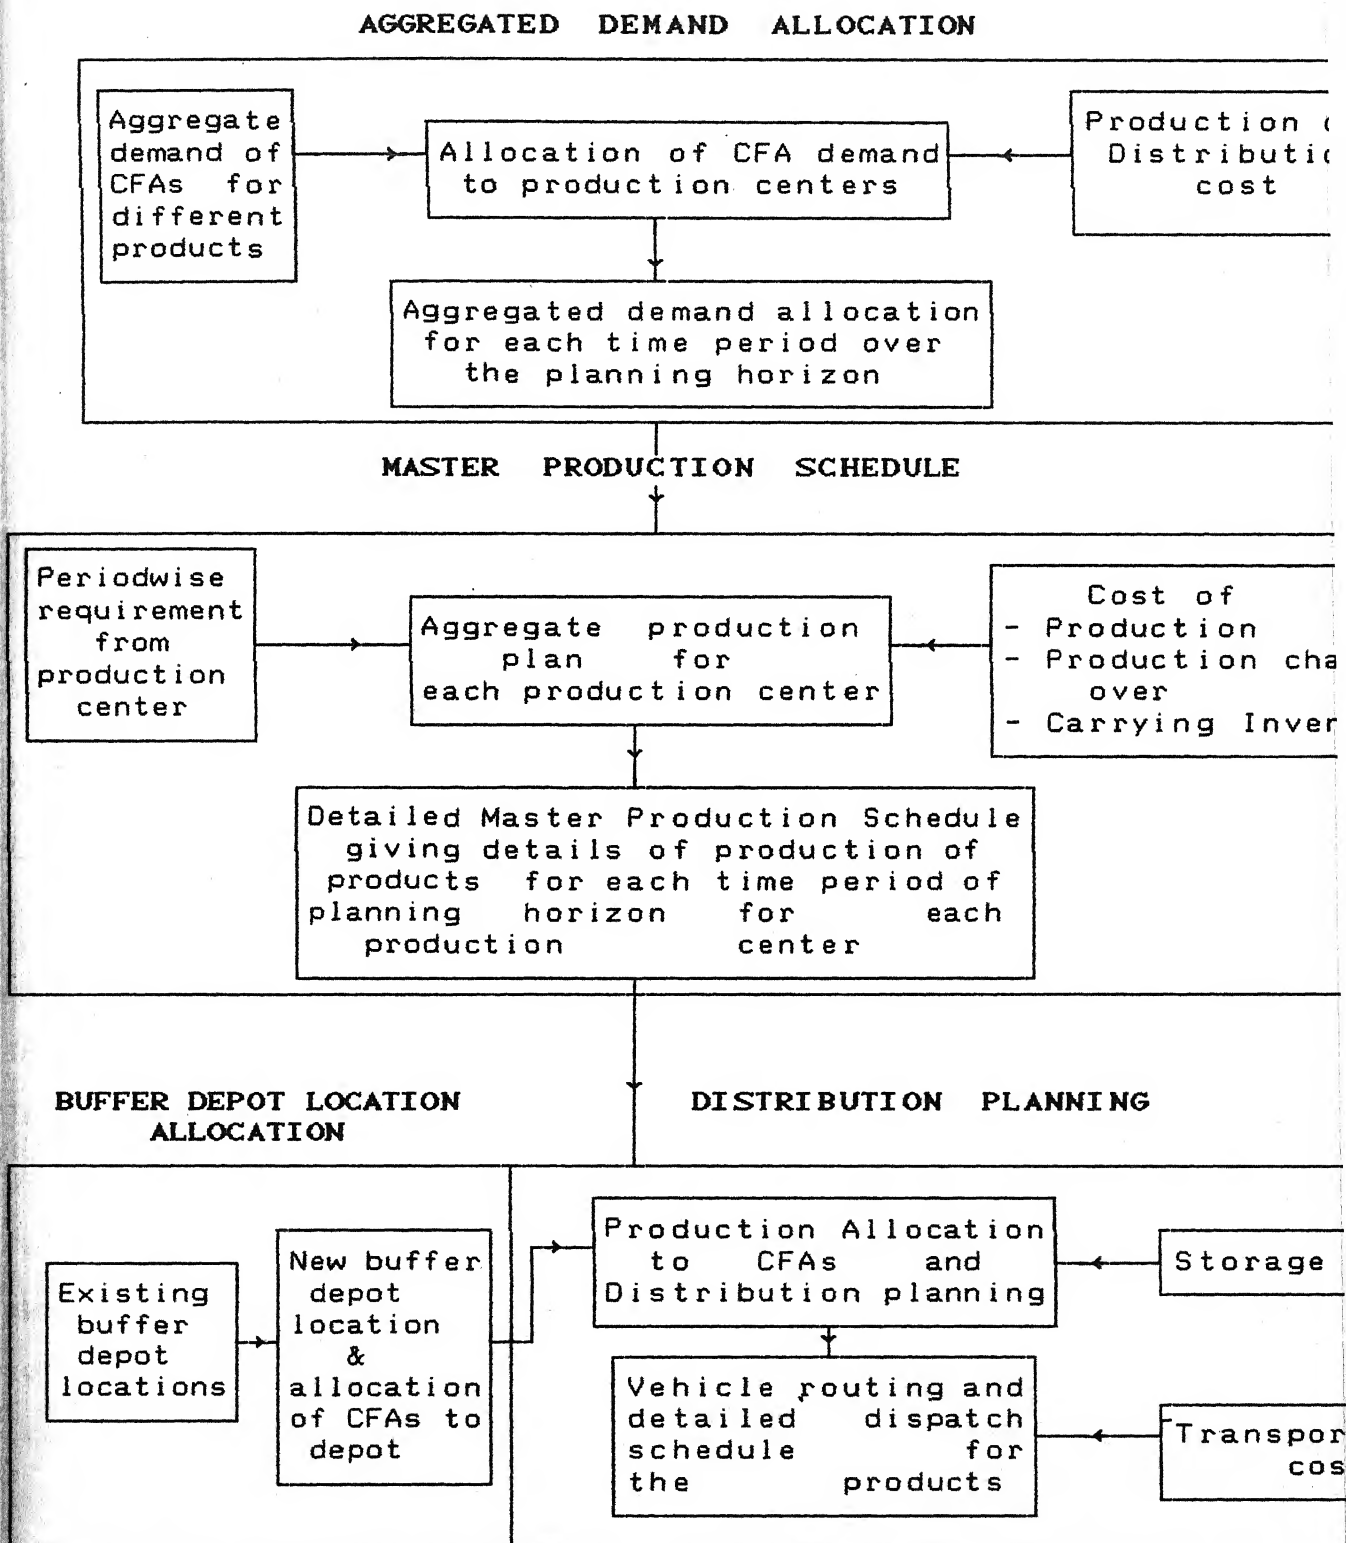 AGGREGATED DEMAND ALLOCATION
Aggregate
demand of
CFAs for
different
products
Allocation of CFA demand
to production centers
Production
cost
Aggregated demand allocation
for each time period over
the planning horizon
MASTER PRODUCTION SCHEDULE
Periodwise
requirement
from
production
center
Aggregate production
plan for
each production center
Cost of
- Production
- Production
over
- Carrying
Detailed Master Production Schedule
giving details of production of
products for each time period of
planning horizon for each
production center
BUFFER DEPOT LOCATION
ALLOCATION
DISTRIBUTION PLANNING
Existing
buffer
depot
locations
New buffer
depot
location
&
allocation
of CFAs to
depot
Production Allocation
to CFAs and
Distribution planning
Storage
Vehicle routing and
detailed dispatch
schedule for
the products